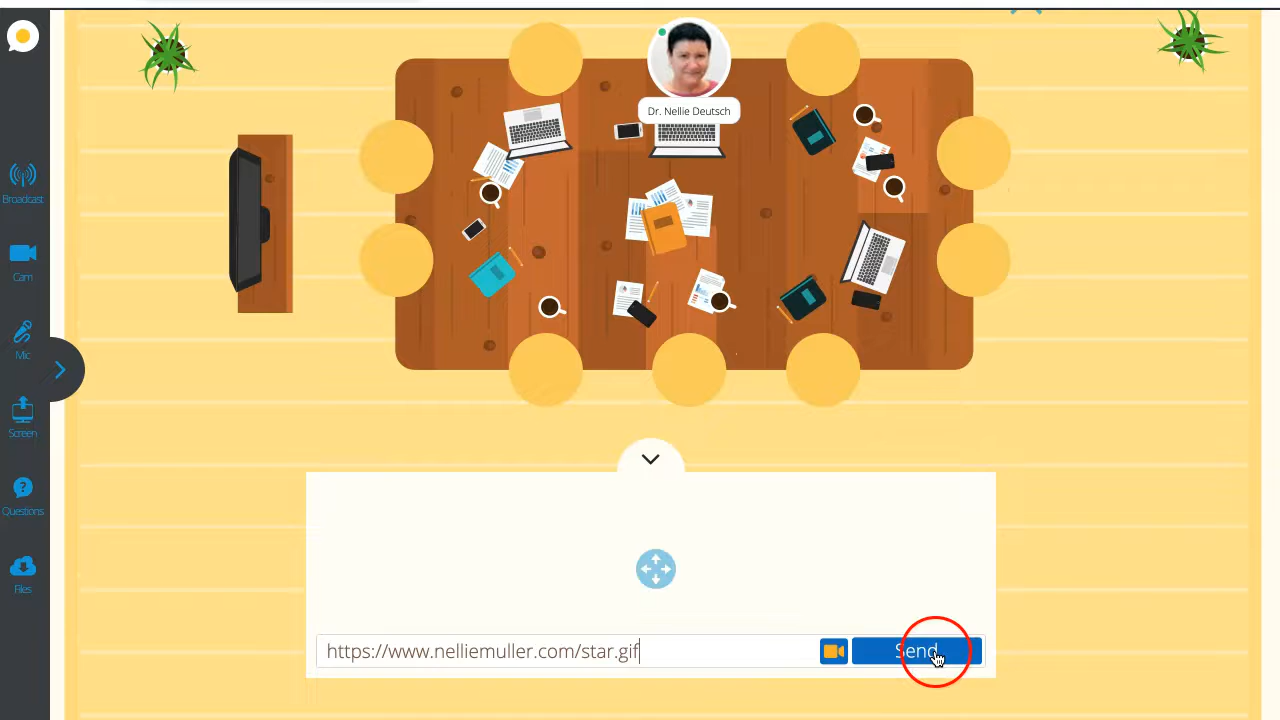 Dr. Nellie Deutsch
Broadcast
Cam
Mic
Screen
Questions
Files
https://www.nelliemuller.com/star.gif
Send